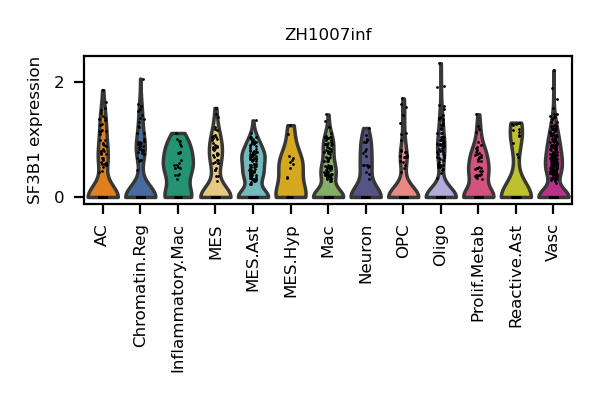 ZH1007inf
SF3B1 expression
2
0
AC
Chromatin.Reg
Inflammatory.Mac
MES
MES.Ast
MES.Hyp
Mac
Neuron
OPC
Oligo
Prolif.Metab
Reactive.Ast
Vasc